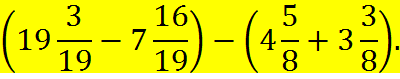 (19 3/19 − 7 16/19) − (4 5/8 + 3 3/8).